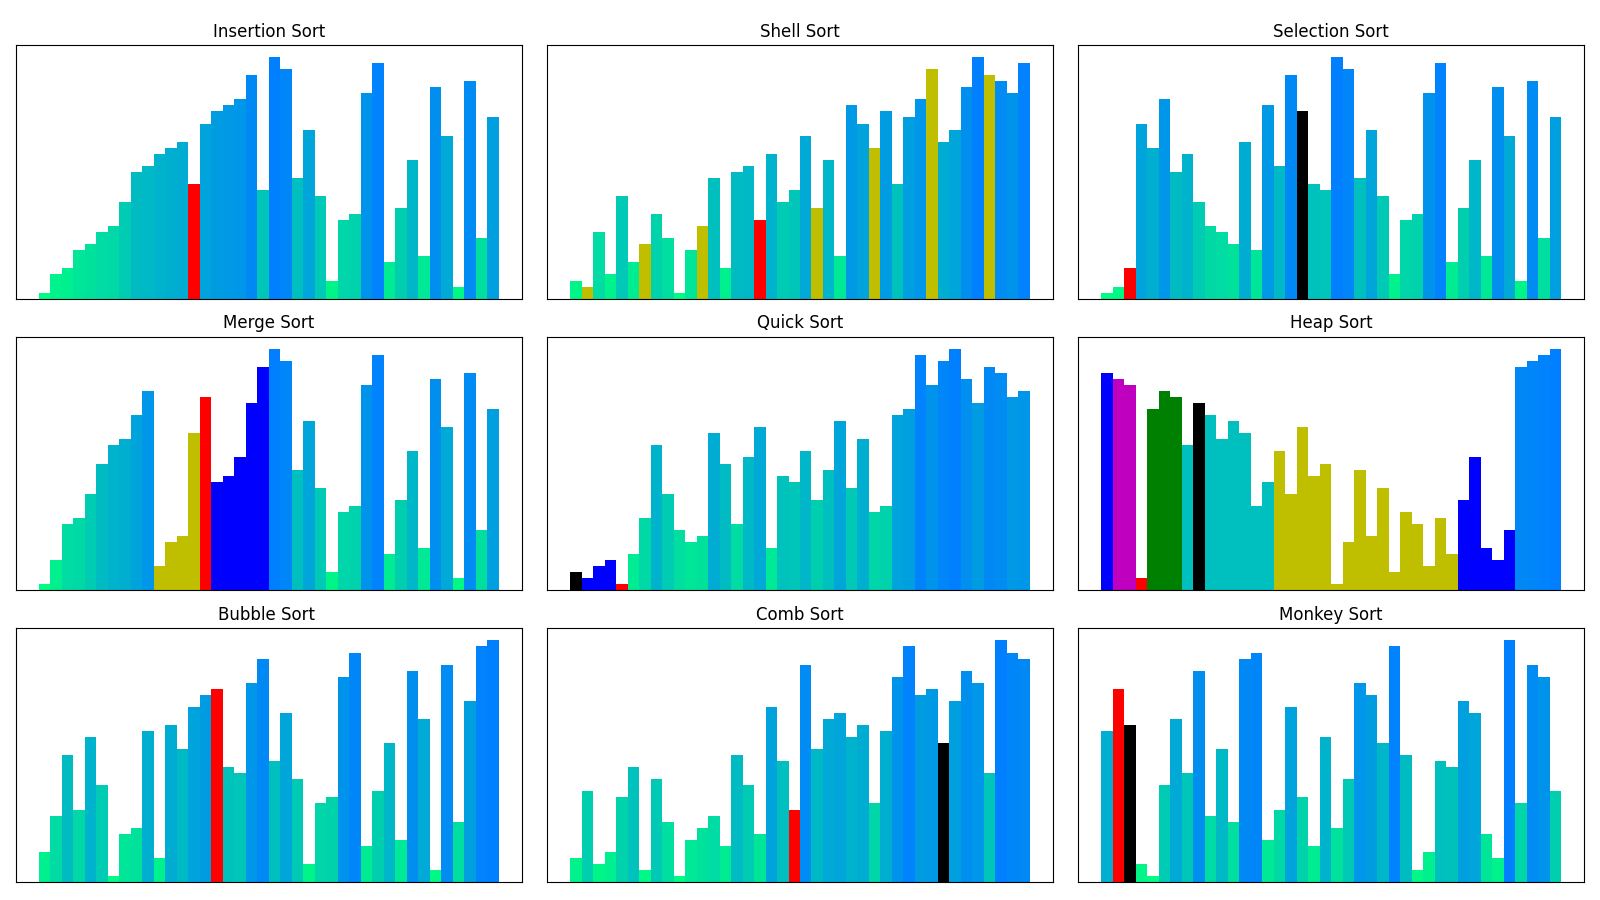 Insertion Sort
Shell Sort
Selection Sort
Merge Sort
Quick Sort
Heap Sort
Bubble Sort
Comb Sort
Monkey Sort